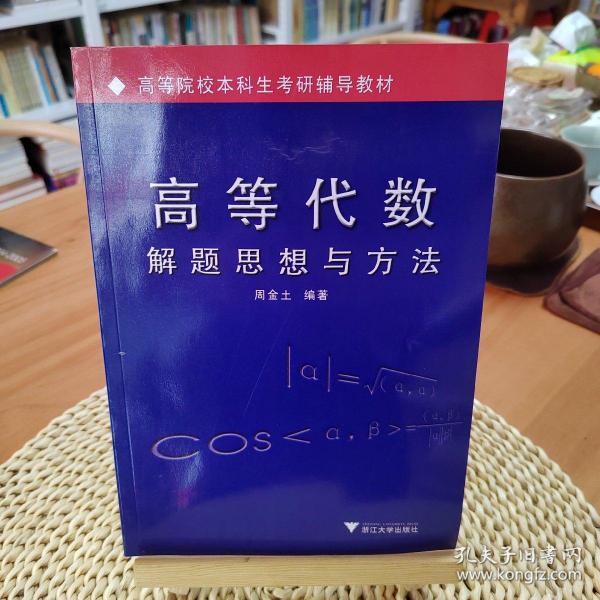 ◆ 高等院校本科生考研辅导教材
高等代数
解题思想与方法
周金土 编著
|α|=√(α,α)
COS<α,β>=(α,β)/|α||β|
浙江大学出版社
孔夫子旧书网
www.kongfz.com